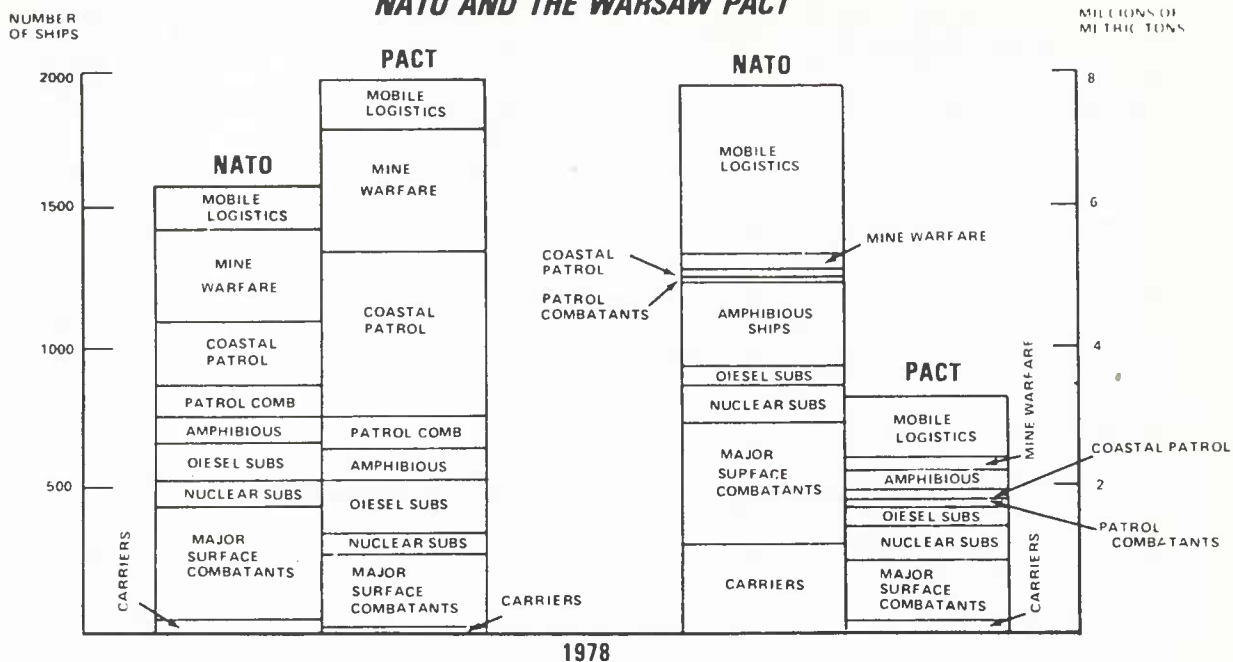 NATO AND THE WARSAW PACT
NUMBER
OF SHIPS
MILLIONS OF
METRIC TONS
2000
1500
1000
500
NATO
MOBILE
LOGISTICS
MINE
WARFARE
COASTAL
PATROL
PATROL COMB
AMPHIBIOUS
OIESEL SUBS
NUCLEAR SUBS
MAJOR
SURFACE
COMBATANTS
CARRIERS
PACT
MOBILE
LOGISTICS
MINE
WARFARE
COASTAL
PATROL
PATROL COMB
AMPHIBIOUS
OIESEL SUBS
NUCLEAR SUBS
MAJOR
SURFACE
COMBATANTS
CARRIERS
NATO
MOBILE
LOGISTICS
MINE WARFARE
COASTAL
PATROL
PATROL
COMBATANTS
AMPHIBIOUS
SHIPS
OIESEL SUBS
NUCLEAR SUBS
MAJOR
SURFACE
COMBATANTS
CARRIERS
PACT
MOBILE
LOGISTICS
MINE WARFARE
AMPHIBIOUS
COASTAL PATROL
PATROL
COMBATANTS
OIESEL SUBS
NUCLEAR SUBS
MAJOR
SURFACE
COMBATANTS
CARRIERS
8
6
4
2
1978